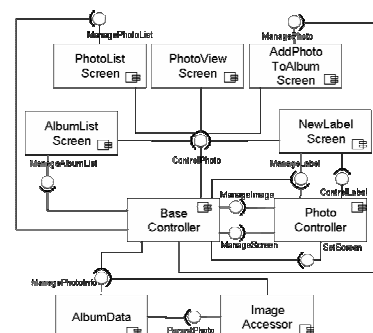 ManagePhotoList
ManagePhoto
PhotoList
Screen
PhotoView
Screen
AddPhoto
ToAlbum
Screen
AlbumList
Screen
NewLabel
Screen
ManageAlbumList
ControlPhoto
ManageLabel
ManageImage
ControlLabel
Base
Controller
Photo
Controller
ManageScreen
SetScreen
ManagePhotoInfo
AlbumData
Image
Accessor
PersistPhoto